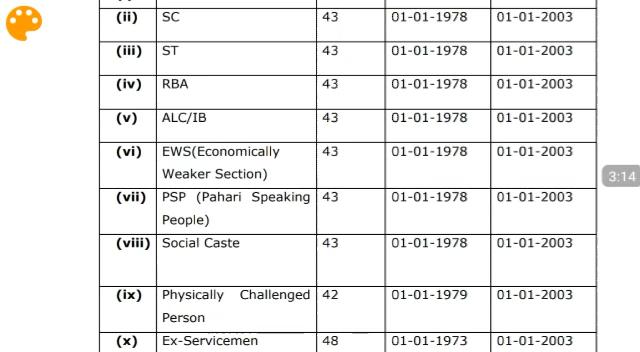 (ii) SC 43 01-01-1978 01-01-2003
(iii) ST 43 01-01-1978 01-01-2003
(iv) RBA 43 01-01-1978 01-01-2003
(v) ALC/IB 43 01-01-1978 01-01-2003
(vi) EWS(Economically 43 01-01-1978 01-01-2003
Weaker Section)
3:14
(vii) PSP (Pahari Speaking 43 01-01-1978 01-01-2003
People)
(viii) Social Caste 43 01-01-1978 01-01-2003
(ix) Physically Challenged 42 01-01-1979 01-01-2003
Person
(x) Ex-Servicemen 48 01-01-1973 01-01-2003